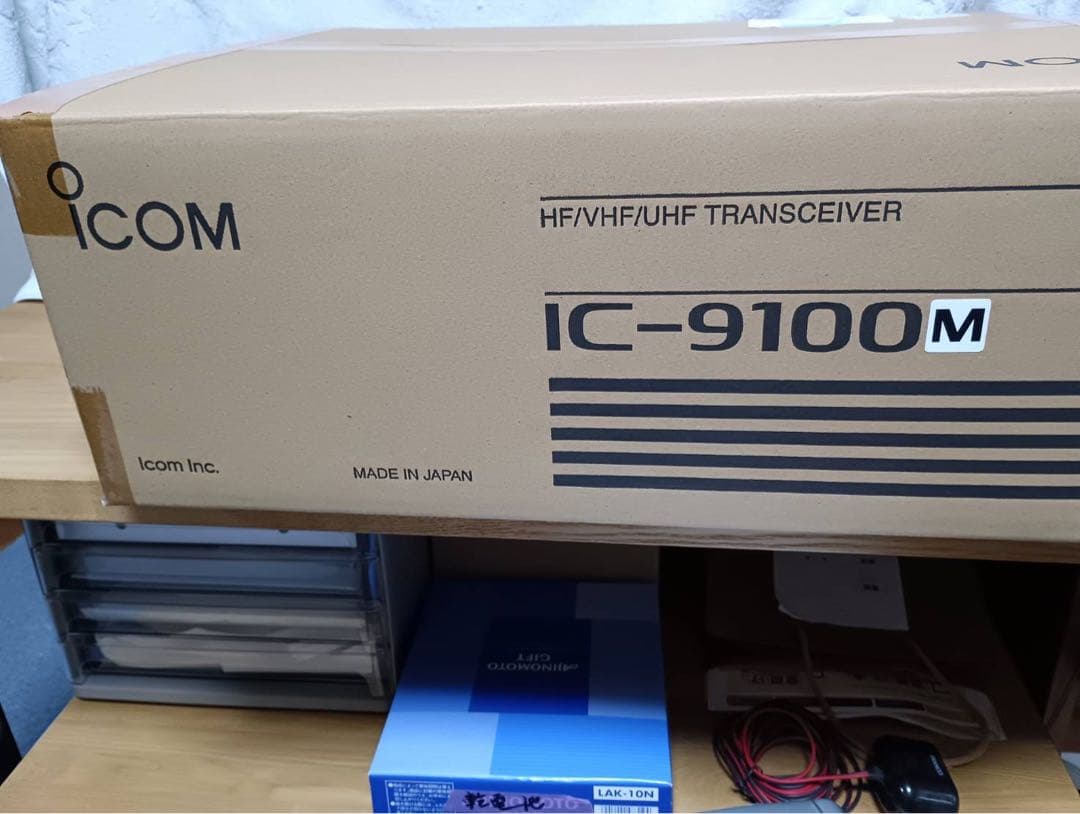 ICOM
ICOM
HF/VHF/UHF TRANSCEIVER
IC-9100M
Icom Inc.
MADE IN JAPAN
AJINOMOTO
GIFT
LAK-10N
乾電池